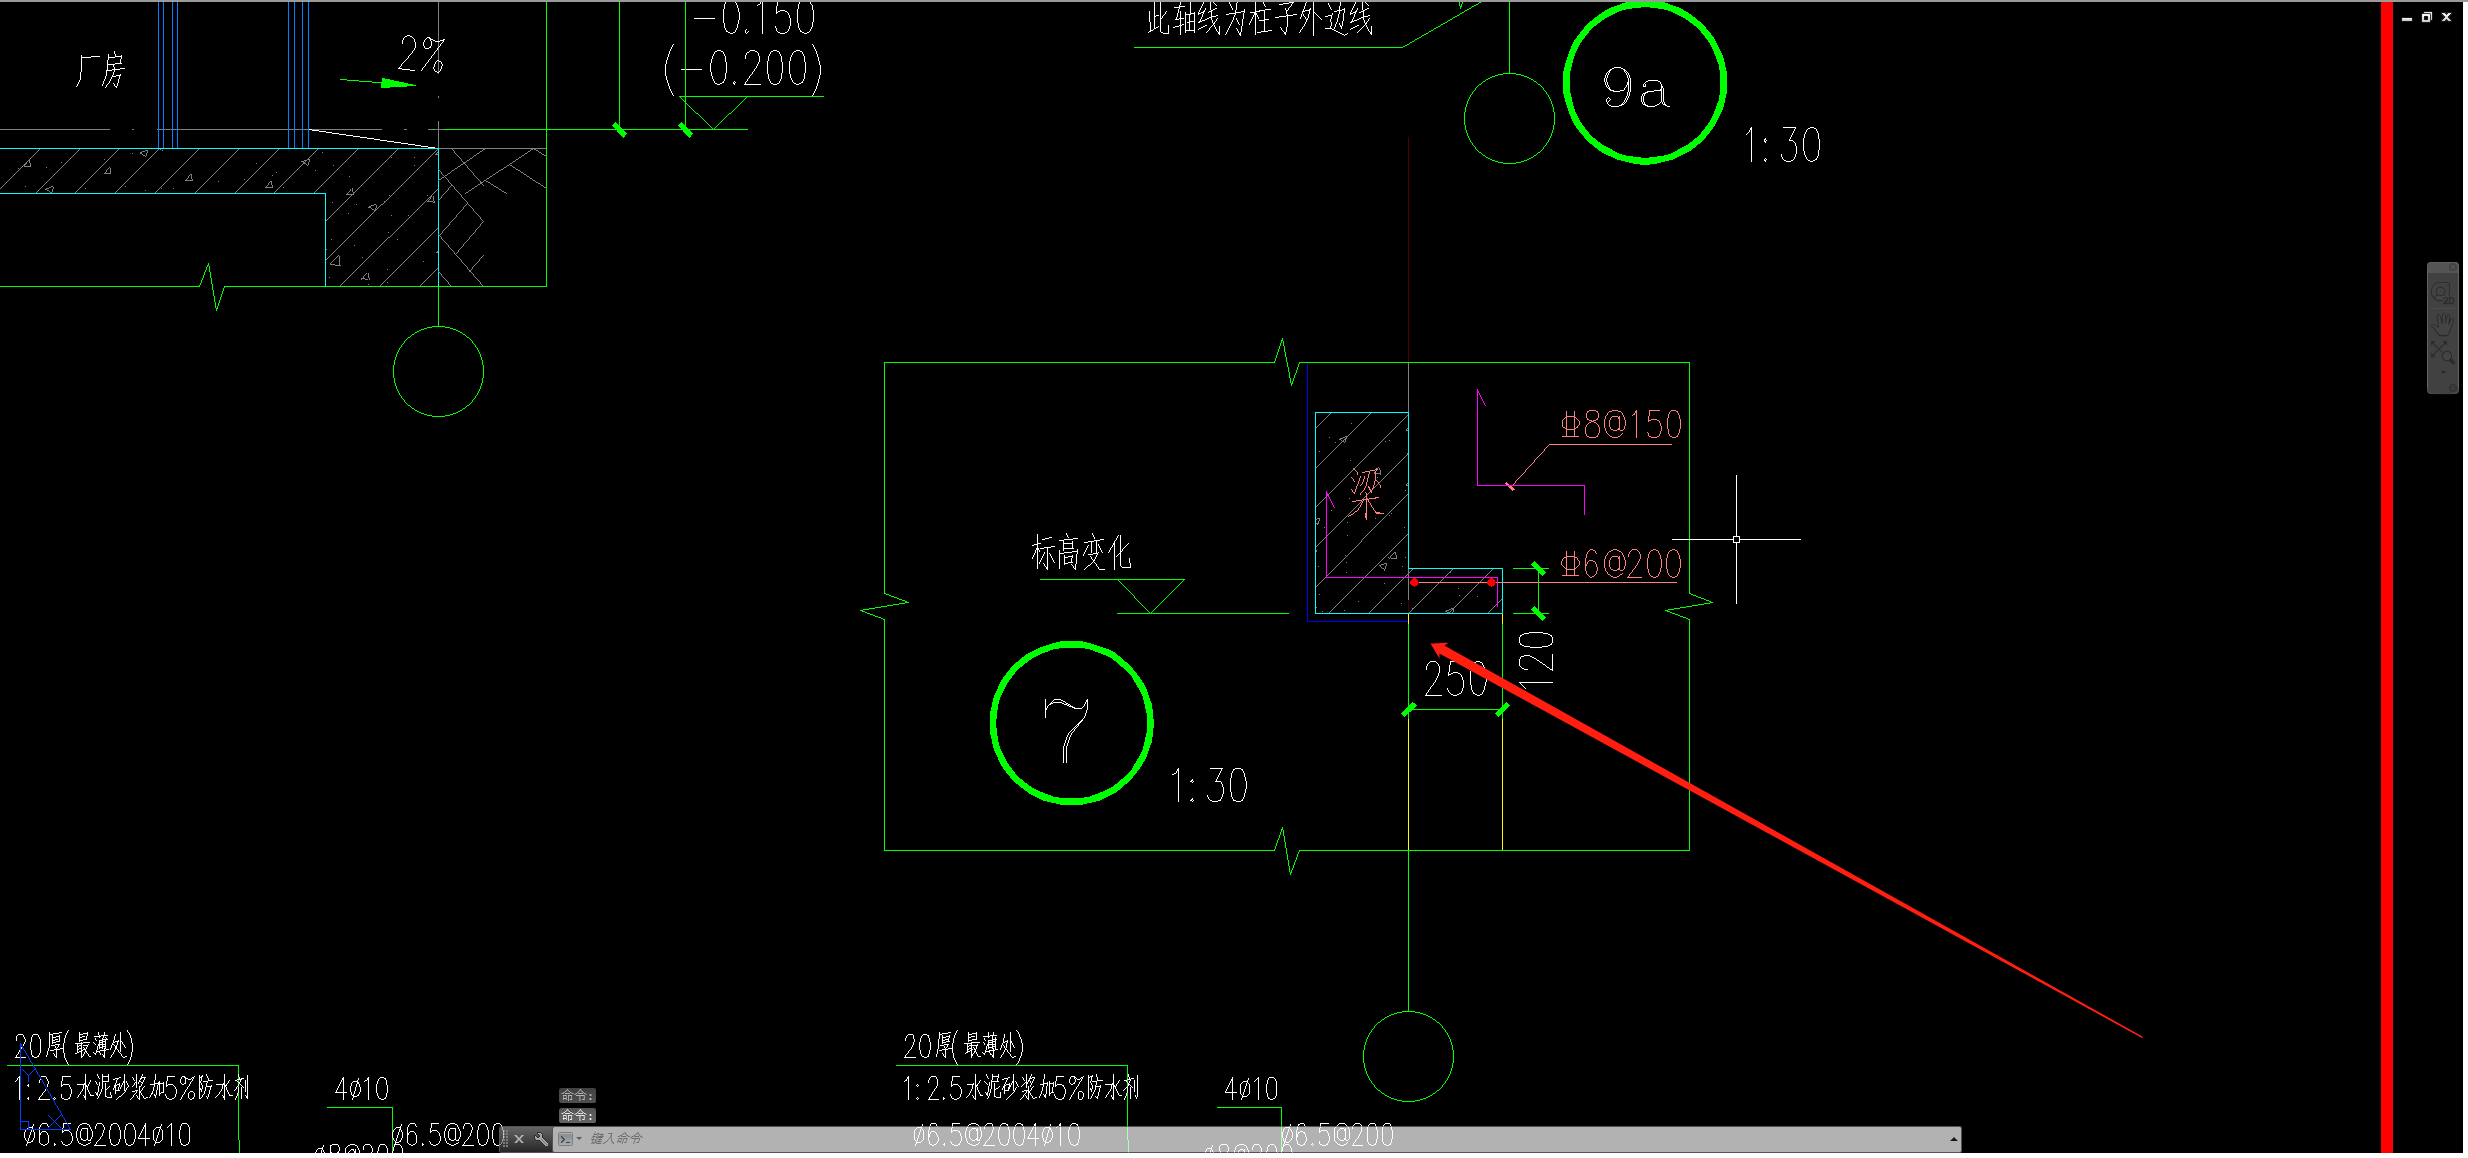 厂房
2%
-0.150
(-0.200)
此轴线为柱子外边线
9a
1:30
⏀8@150
梁
标高变化
⏀6@200
250
120
7
1:30
20厚(最薄处)
1:2.5水泥砂浆加5%防水剂
4ø10
ø6.5@2004ø10
ø6.5@200
20厚(最薄处)
1:2.5水泥砂浆加5%防水剂
4ø10
ø6.5@2004ø10
ø6.5@200
命令:
命令:
键入命令